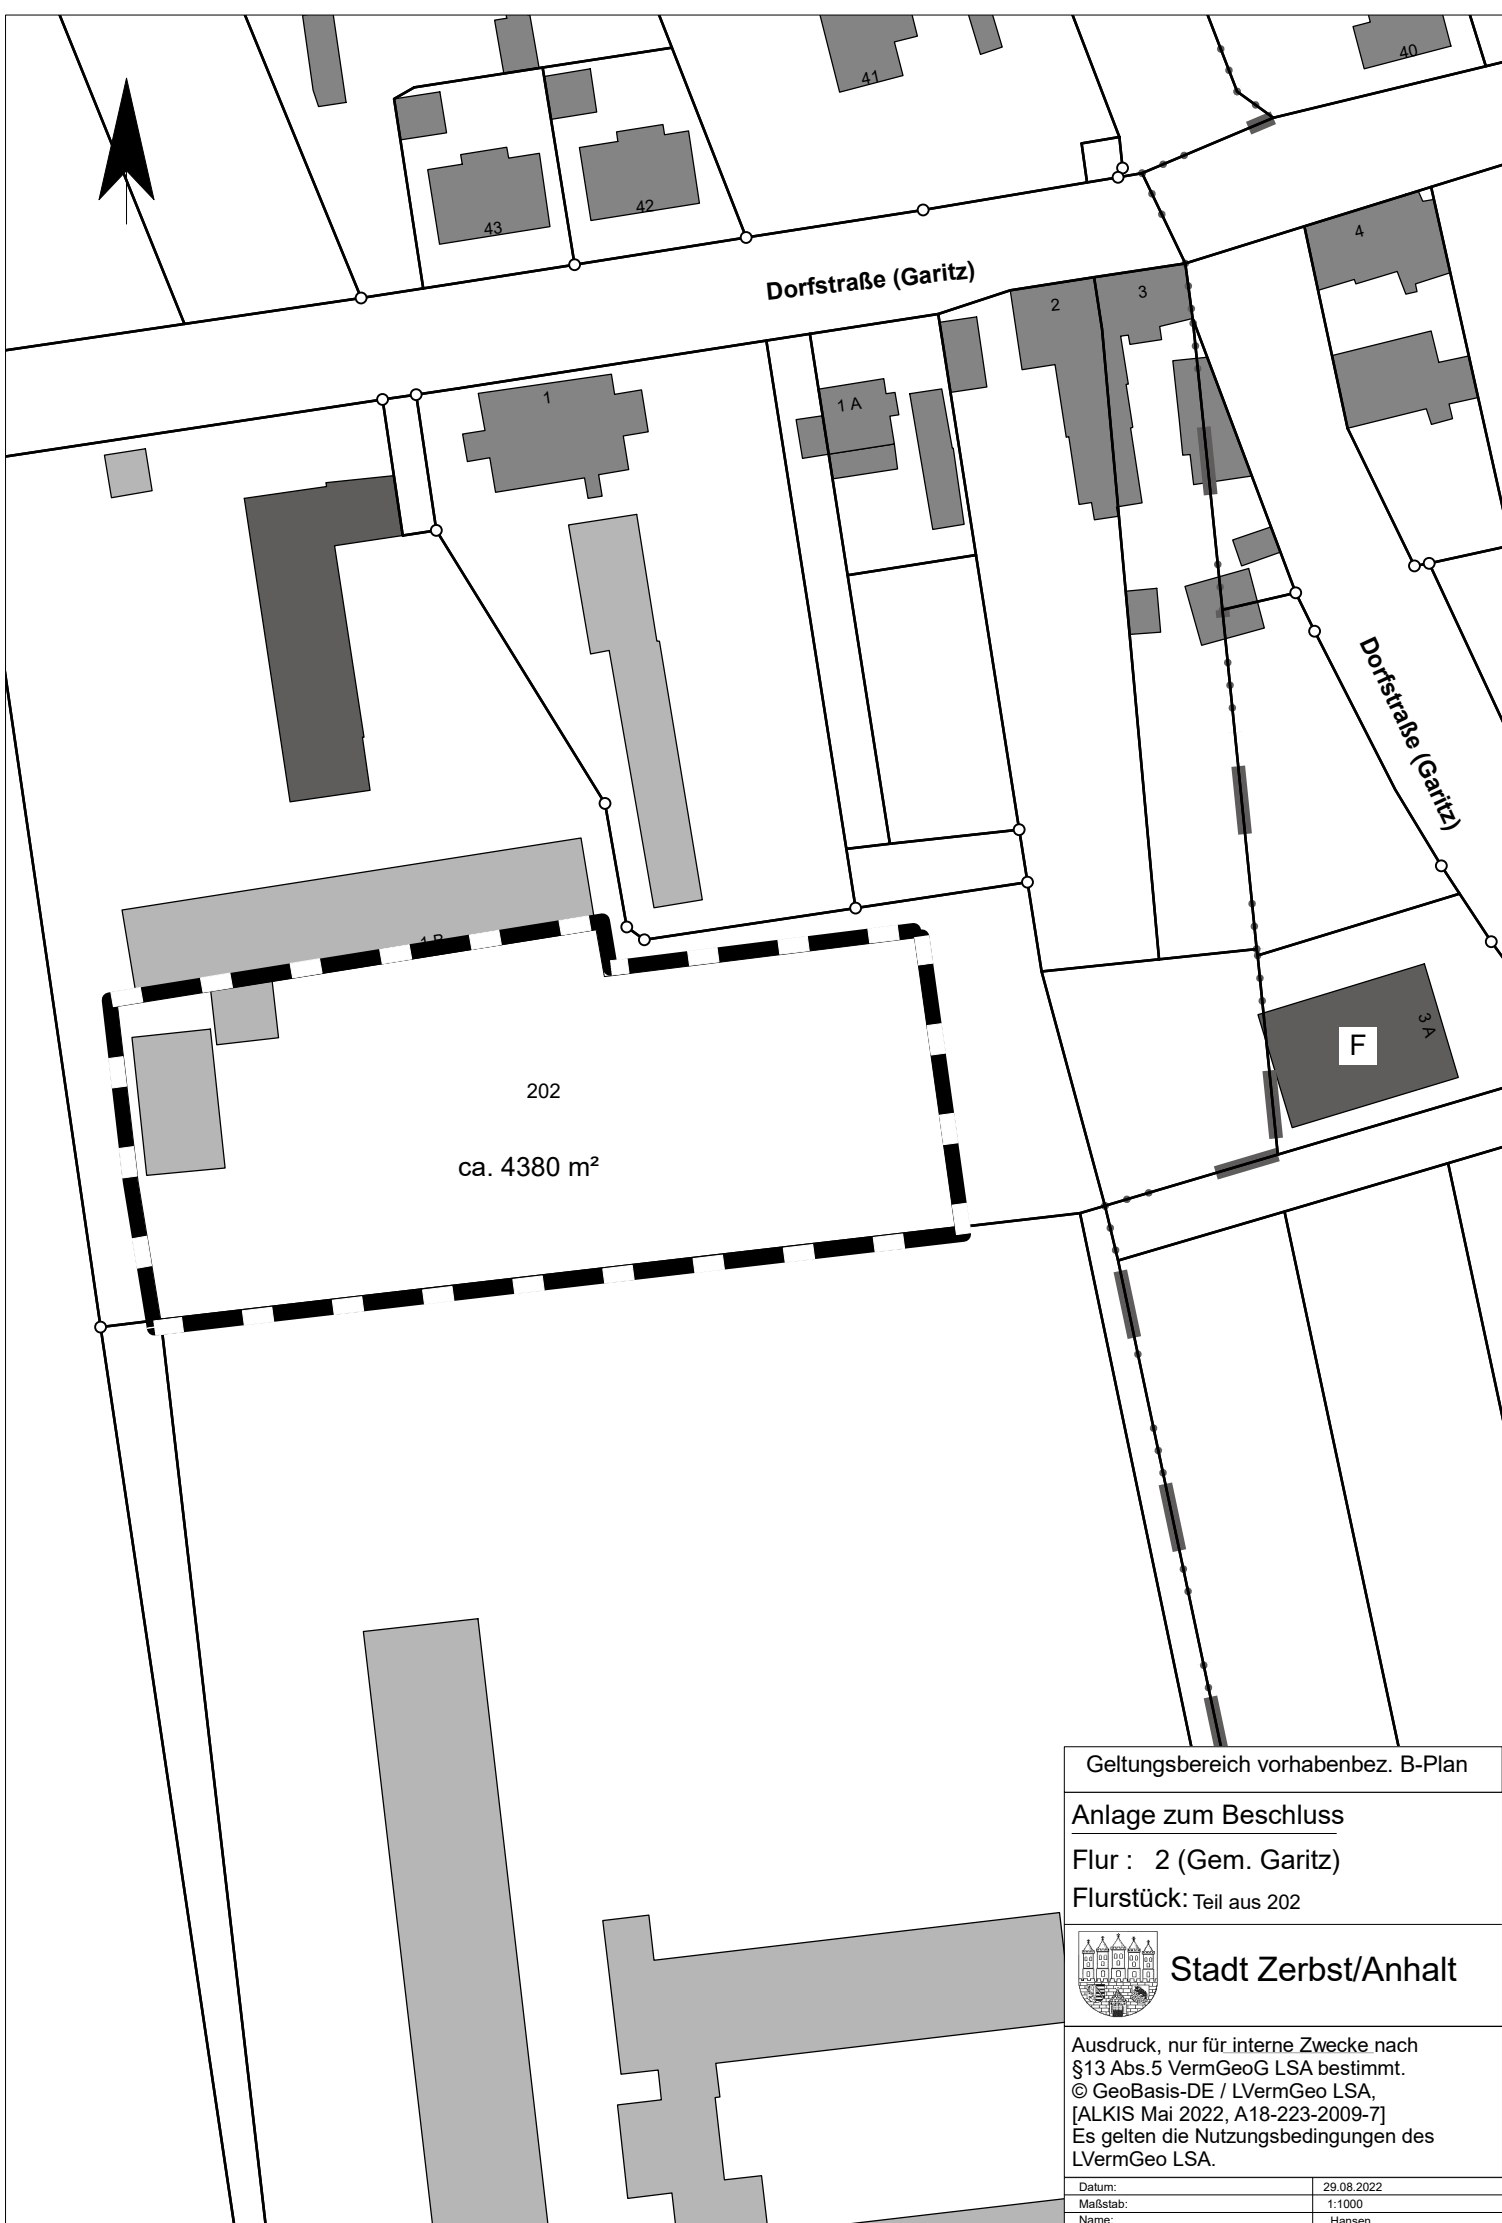 40
41
42
43
4
Dorfstraße (Garitz)
3
2
1
1 A
Dorfstraße (Garitz)
3 A
F
202
ca. 4380 m²
Geltungsbereich vorhabenbez. B-Plan
Anlage zum Beschluss
Flur : 2 (Gem. Garitz)
Flurstück: Teil aus 202
Stadt Zerbst/Anhalt
Ausdruck, nur für interne Zwecke nach
§13 Abs.5 VermGeoG LSA bestimmt.
© GeoBasis-DE / LVermGeo LSA,
[ALKIS Mai 2022, A18-223-2009-7]
Es gelten die Nutzungsbedingungen des
LVermGeo LSA.
Datum: 29.08.2022
Maßstab: 1:1000
Name: Hansen